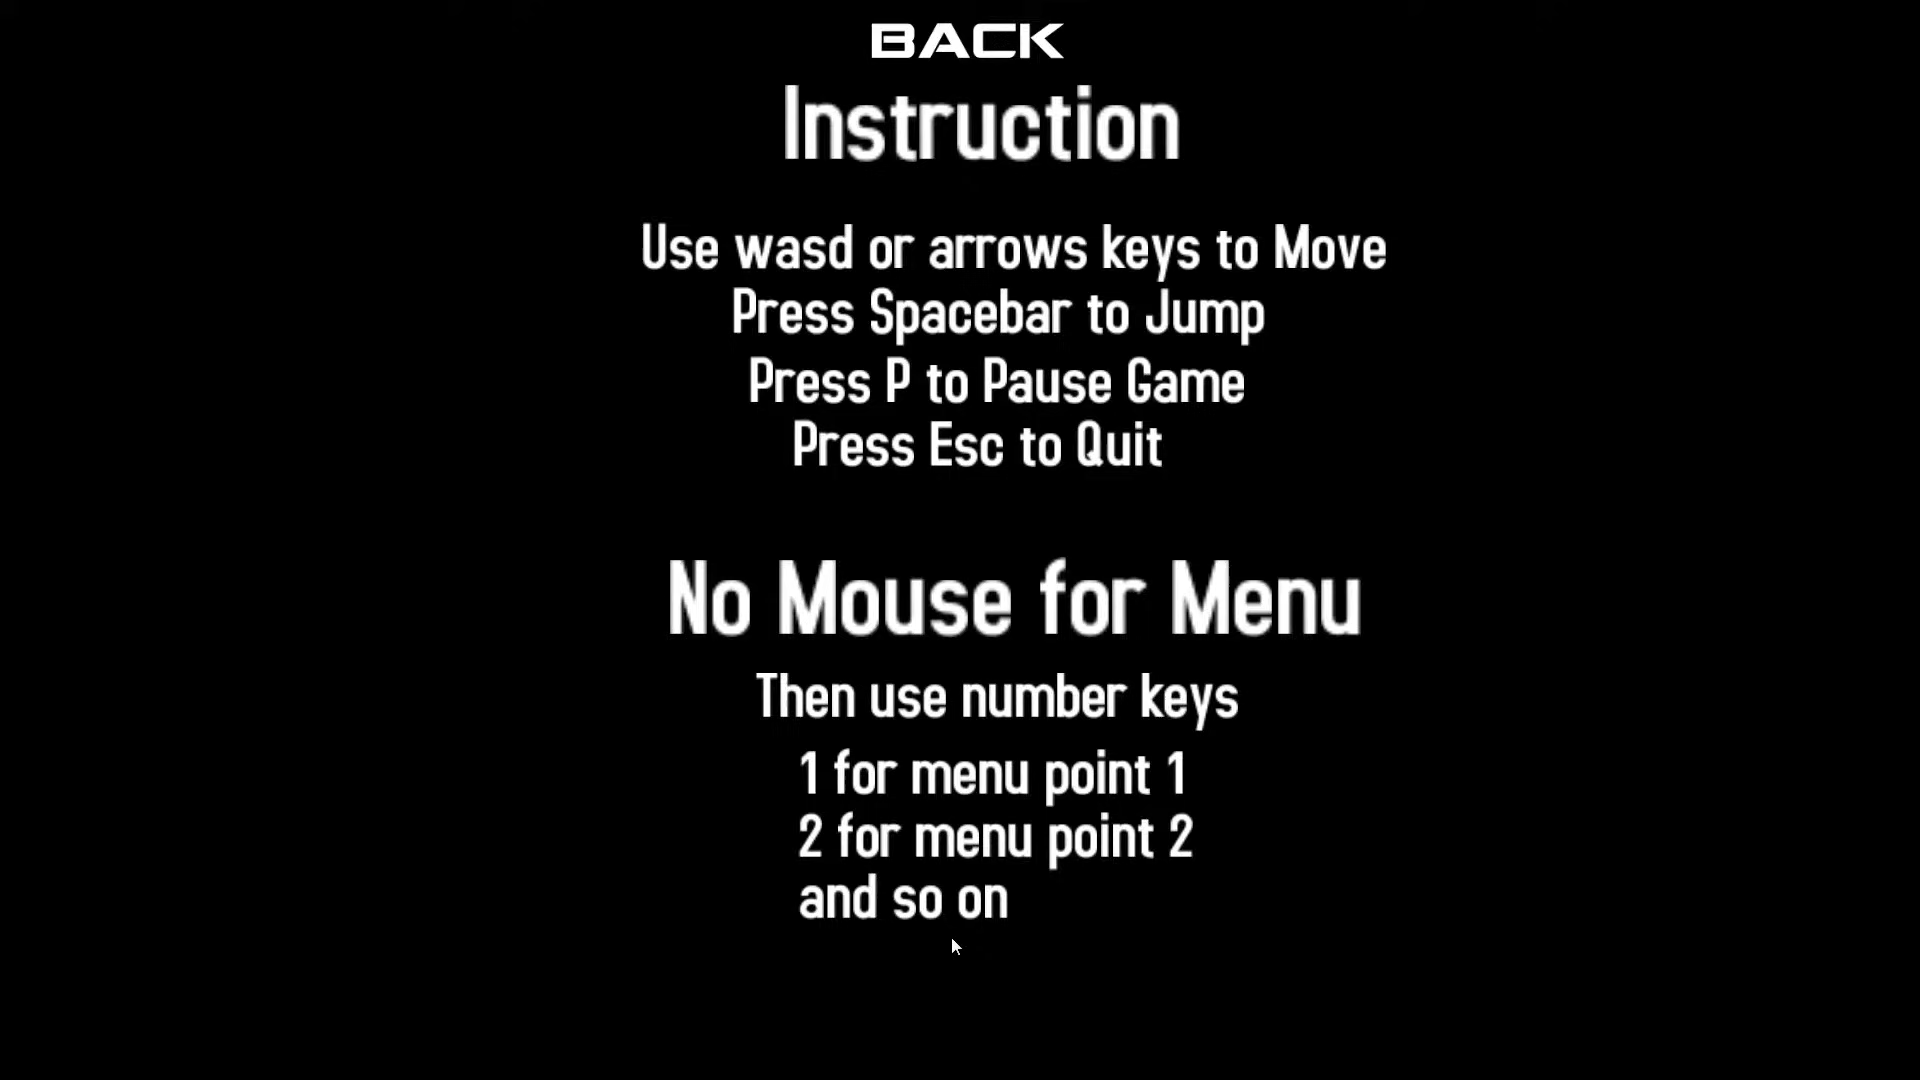 BACK
Instruction
Use wasd or arrows keys to Move
Press Spacebar to Jump
Press P to Pause Game
Press Esc to Quit
No Mouse for Menu
Then use number keys
1 for menu point 1
2 for menu point 2
and so on